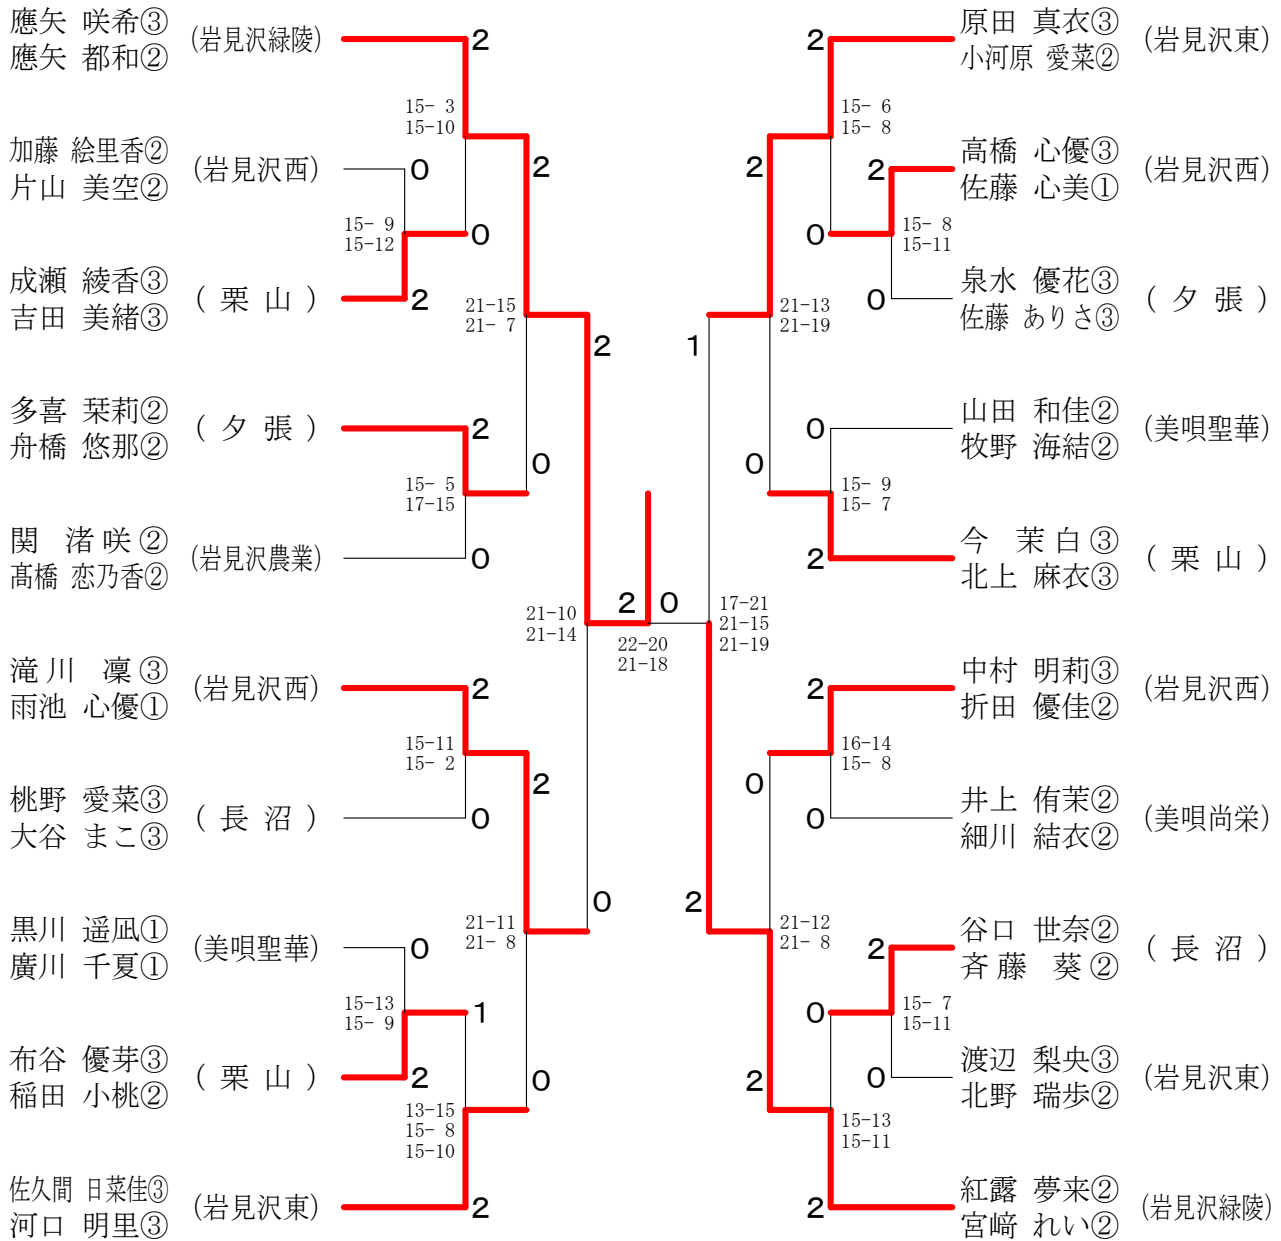 應矢 咲希③
應矢 都和②
(岩見沢緑陵)
2
15- 3
15-10
加藤 絵里香②
片山 美空②
(岩見沢西)
0
2
15- 9
15-12
0
成瀬 綾香③
吉田 美緒③
( 栗 山 )
2
21-15
21- 7
2
多喜 栞莉②
舟橋 悠那②
( 夕 張 )
2
0
15- 5
17-15
関 渚咲②
髙橋 恋乃香②
(岩見沢農業)
0
21-10
21-14
2
0
22-20
21-18
滝川 凜③
雨池 心優①
(岩見沢西)
2
15-11
15- 2
2
桃野 愛菜③
大谷 まこ③
( 長 沼 )
0
0
21-11
21- 8
黒川 遥凪①
廣川 千夏①
(美唄聖華)
0
15-13
15- 9
1
布谷 優芽③
稲田 小桃②
( 栗 山 )
2
0
13-15
15- 8
15-10
佐久間 日菜佳③
河口 明里③
(岩見沢東)
2
2
原田 真衣③
小河原 愛菜②
(岩見沢東)
15- 6
15- 8
2
2
高橋 心優③
佐藤 心美①
(岩見沢西)
0
15- 8
15-11
0
泉水 優花③
佐藤 ありさ③
( 夕 張 )
21-13
21-19
1
0
山田 和佳②
牧野 海結②
(美唄聖華)
0
15- 9
15- 7
2
今 茉白③
北上 麻衣③
( 栗 山 )
17-21
21-15
21-19
2
中村 明莉③
折田 優佳②
(岩見沢西)
16-14
15- 8
0
0
井上 侑茉②
細川 結衣②
(美唄尚栄)
2
21-12
21- 8
2
谷口 世奈②
斉藤 葵②
( 長 沼 )
0
15- 7
15-11
2
0
渡辺 梨央③
北野 瑞歩②
(岩見沢東)
15-13
15-11
2
紅露 夢来②
宮﨑 れい②
(岩見沢緑陵)